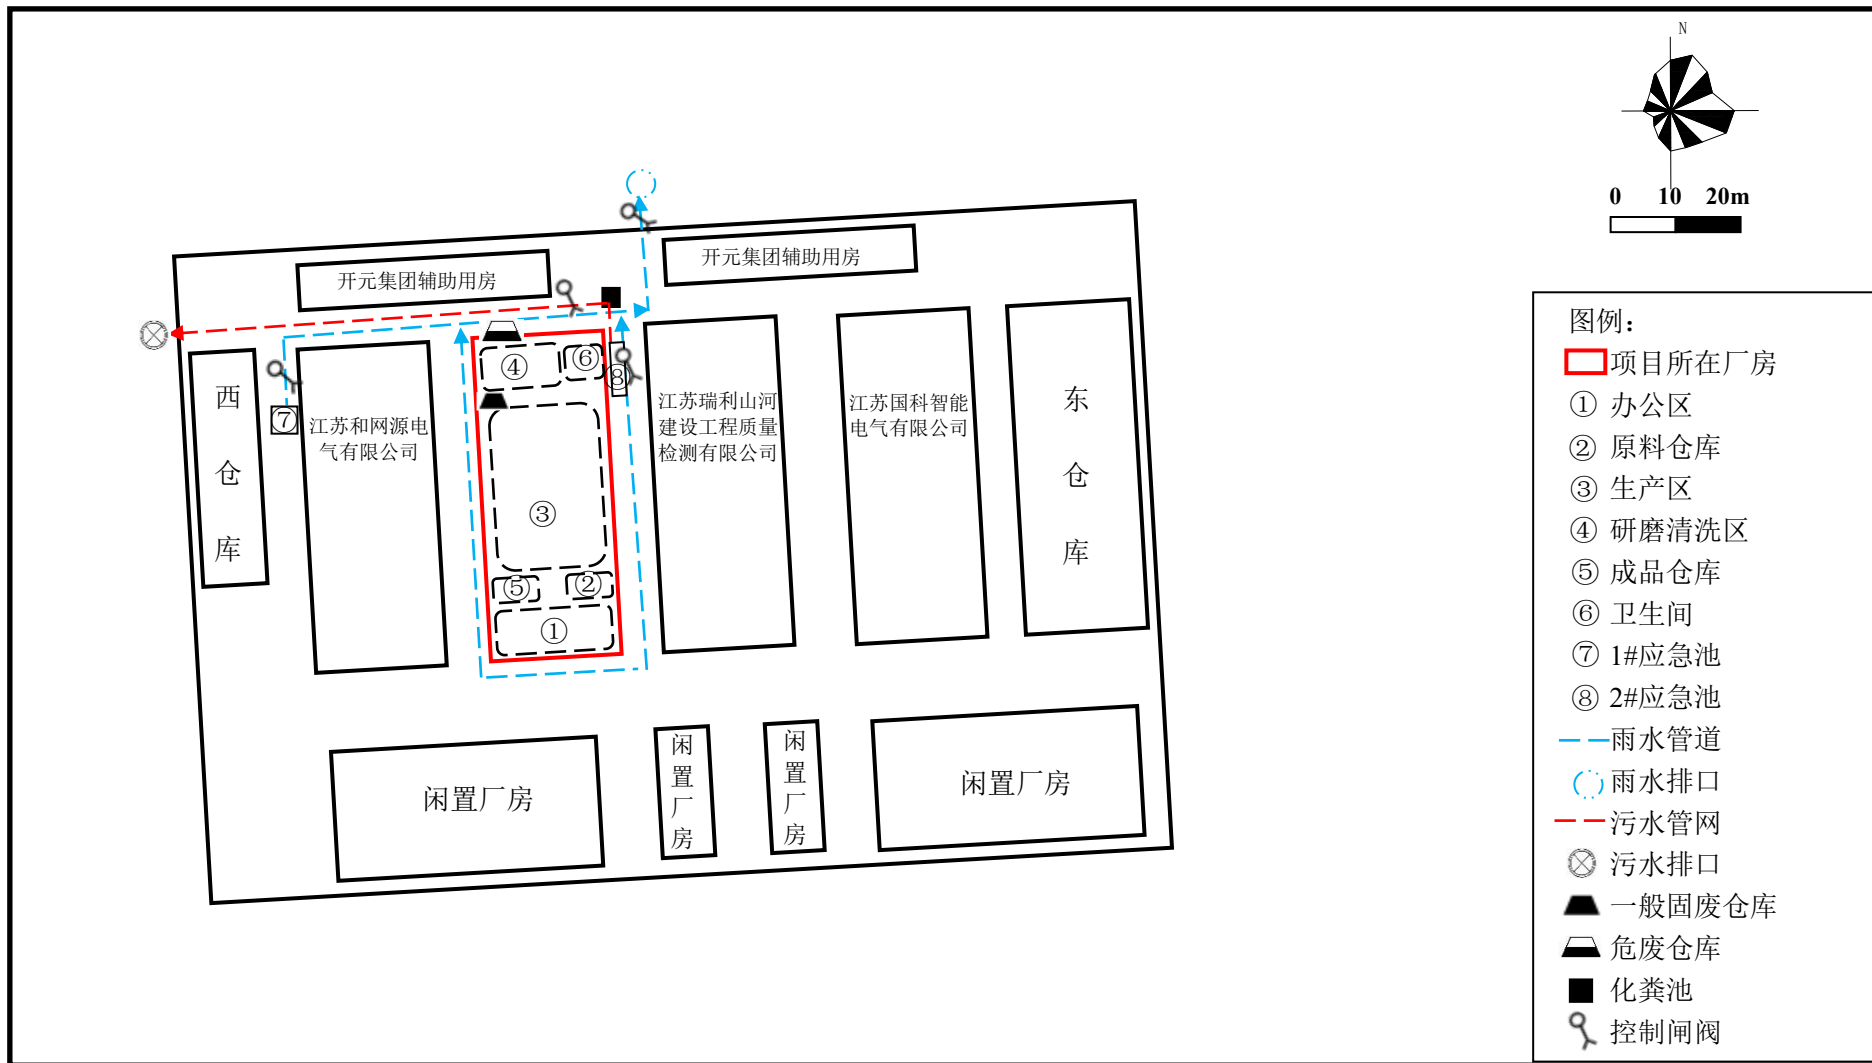 N
0 10 20m
开元集团辅助用房
开元集团辅助用房
西
仓
库
⑦
江苏和网源电
气有限公司
④
⑥
⑧
③
⑤
②
①
江苏瑞利山河
建设工程质量
检测有限公司
江苏国科智能
电气有限公司
东
仓
库
闲置厂房
闲
置
厂
房
闲
置
厂
房
闲置厂房
图例：
项目所在厂房
① 办公区
② 原料仓库
③ 生产区
④ 研磨清洗区
⑤ 成品仓库
⑥ 卫生间
⑦ 1#应急池
⑧ 2#应急池
雨水管道
雨水排口
污水管网
污水排口
一般固废仓库
危废仓库
化粪池
控制闸阀